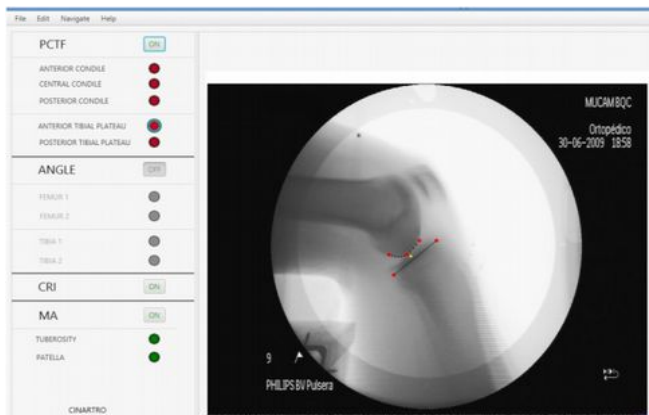 File Edit Navigate Help
PCTF ON
ANTERIOR CONDILE
CENTRAL CONDILE
POSTERIOR CONDILE
ANTERIOR TIBIAL PLATEAU
POSTERIOR TIBIAL PLATEAU
ANGLE OFF
FEMUR 1
FEMUR 2
TIBIA 1
TIBIA 2
CRI ON
MA ON
TUBEROSITY
PATELLA
CINARTRO
MUCAM BQC
Ortopédico
30-06-2009 18:58
9
PHILIPS BV Pulsera